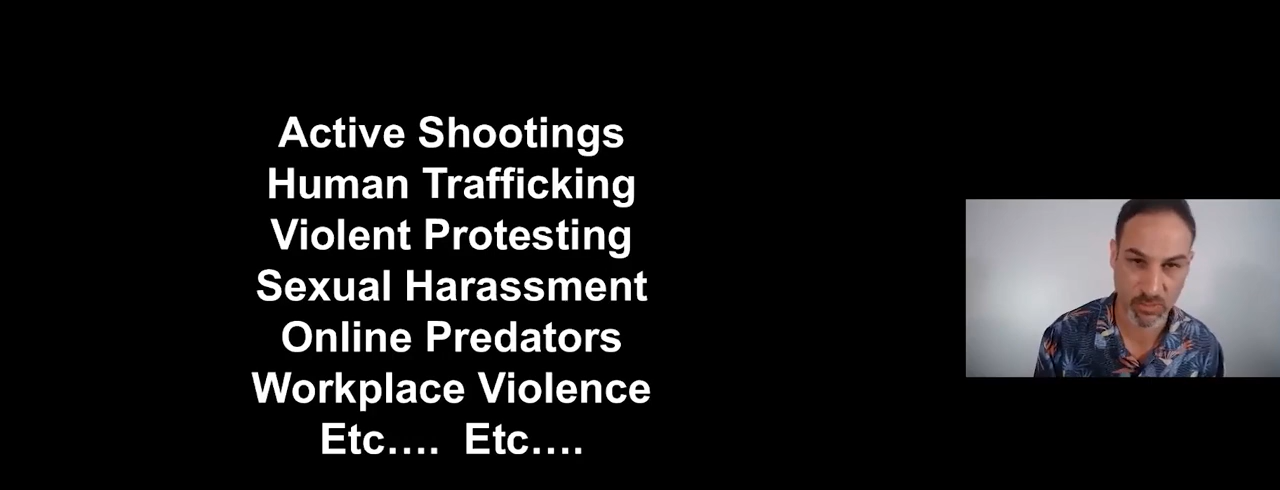 Active Shootings
Human Trafficking
Violent Protesting
Sexual Harassment
Online Predators
Workplace Violence
Etc…. Etc….